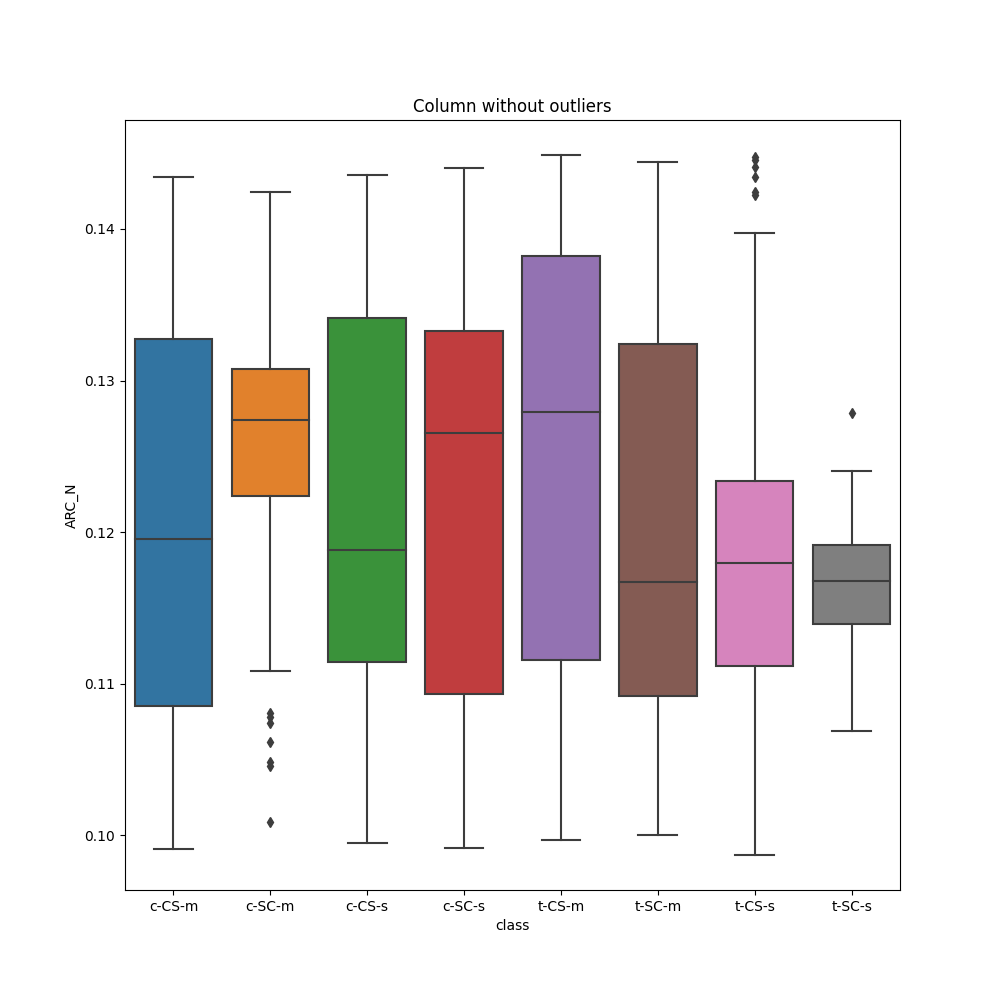 Column without outliers
0.14
0.13
0.12
0.11
0.10
ARC_N
c-CS-m c-SC-m c-CS-s c-SC-s t-CS-m t-SC-m t-CS-s t-SC-s
class